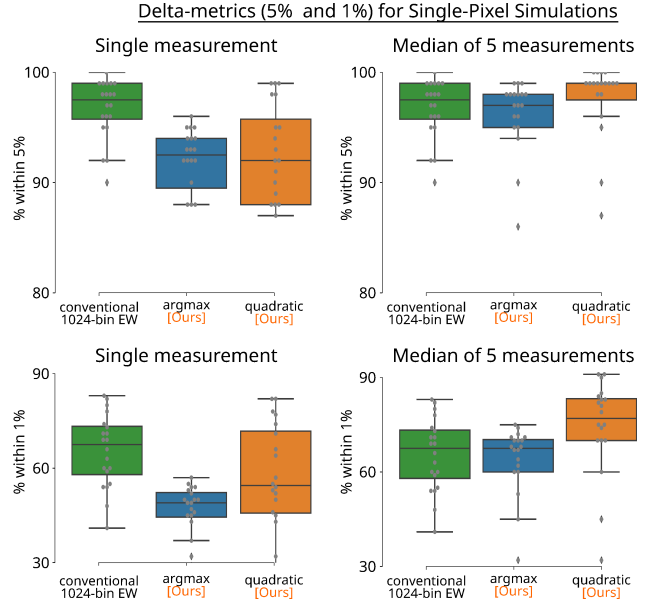 Delta-metrics (5% and 1%) for Single-Pixel Simulations
Single measurement
Median of 5 measurements
100
90
80
% within 5%
conventional
1024-bin EW
argmax
[Ours]
quadratic
[Ours]
100
90
80
% within 5%
conventional
1024-bin EW
argmax
[Ours]
quadratic
[Ours]
Single measurement
Median of 5 measurements
90
60
30
% within 1%
conventional
1024-bin EW
argmax
[Ours]
quadratic
[Ours]
90
60
30
% within 1%
conventional
1024-bin EW
argmax
[Ours]
quadratic
[Ours]